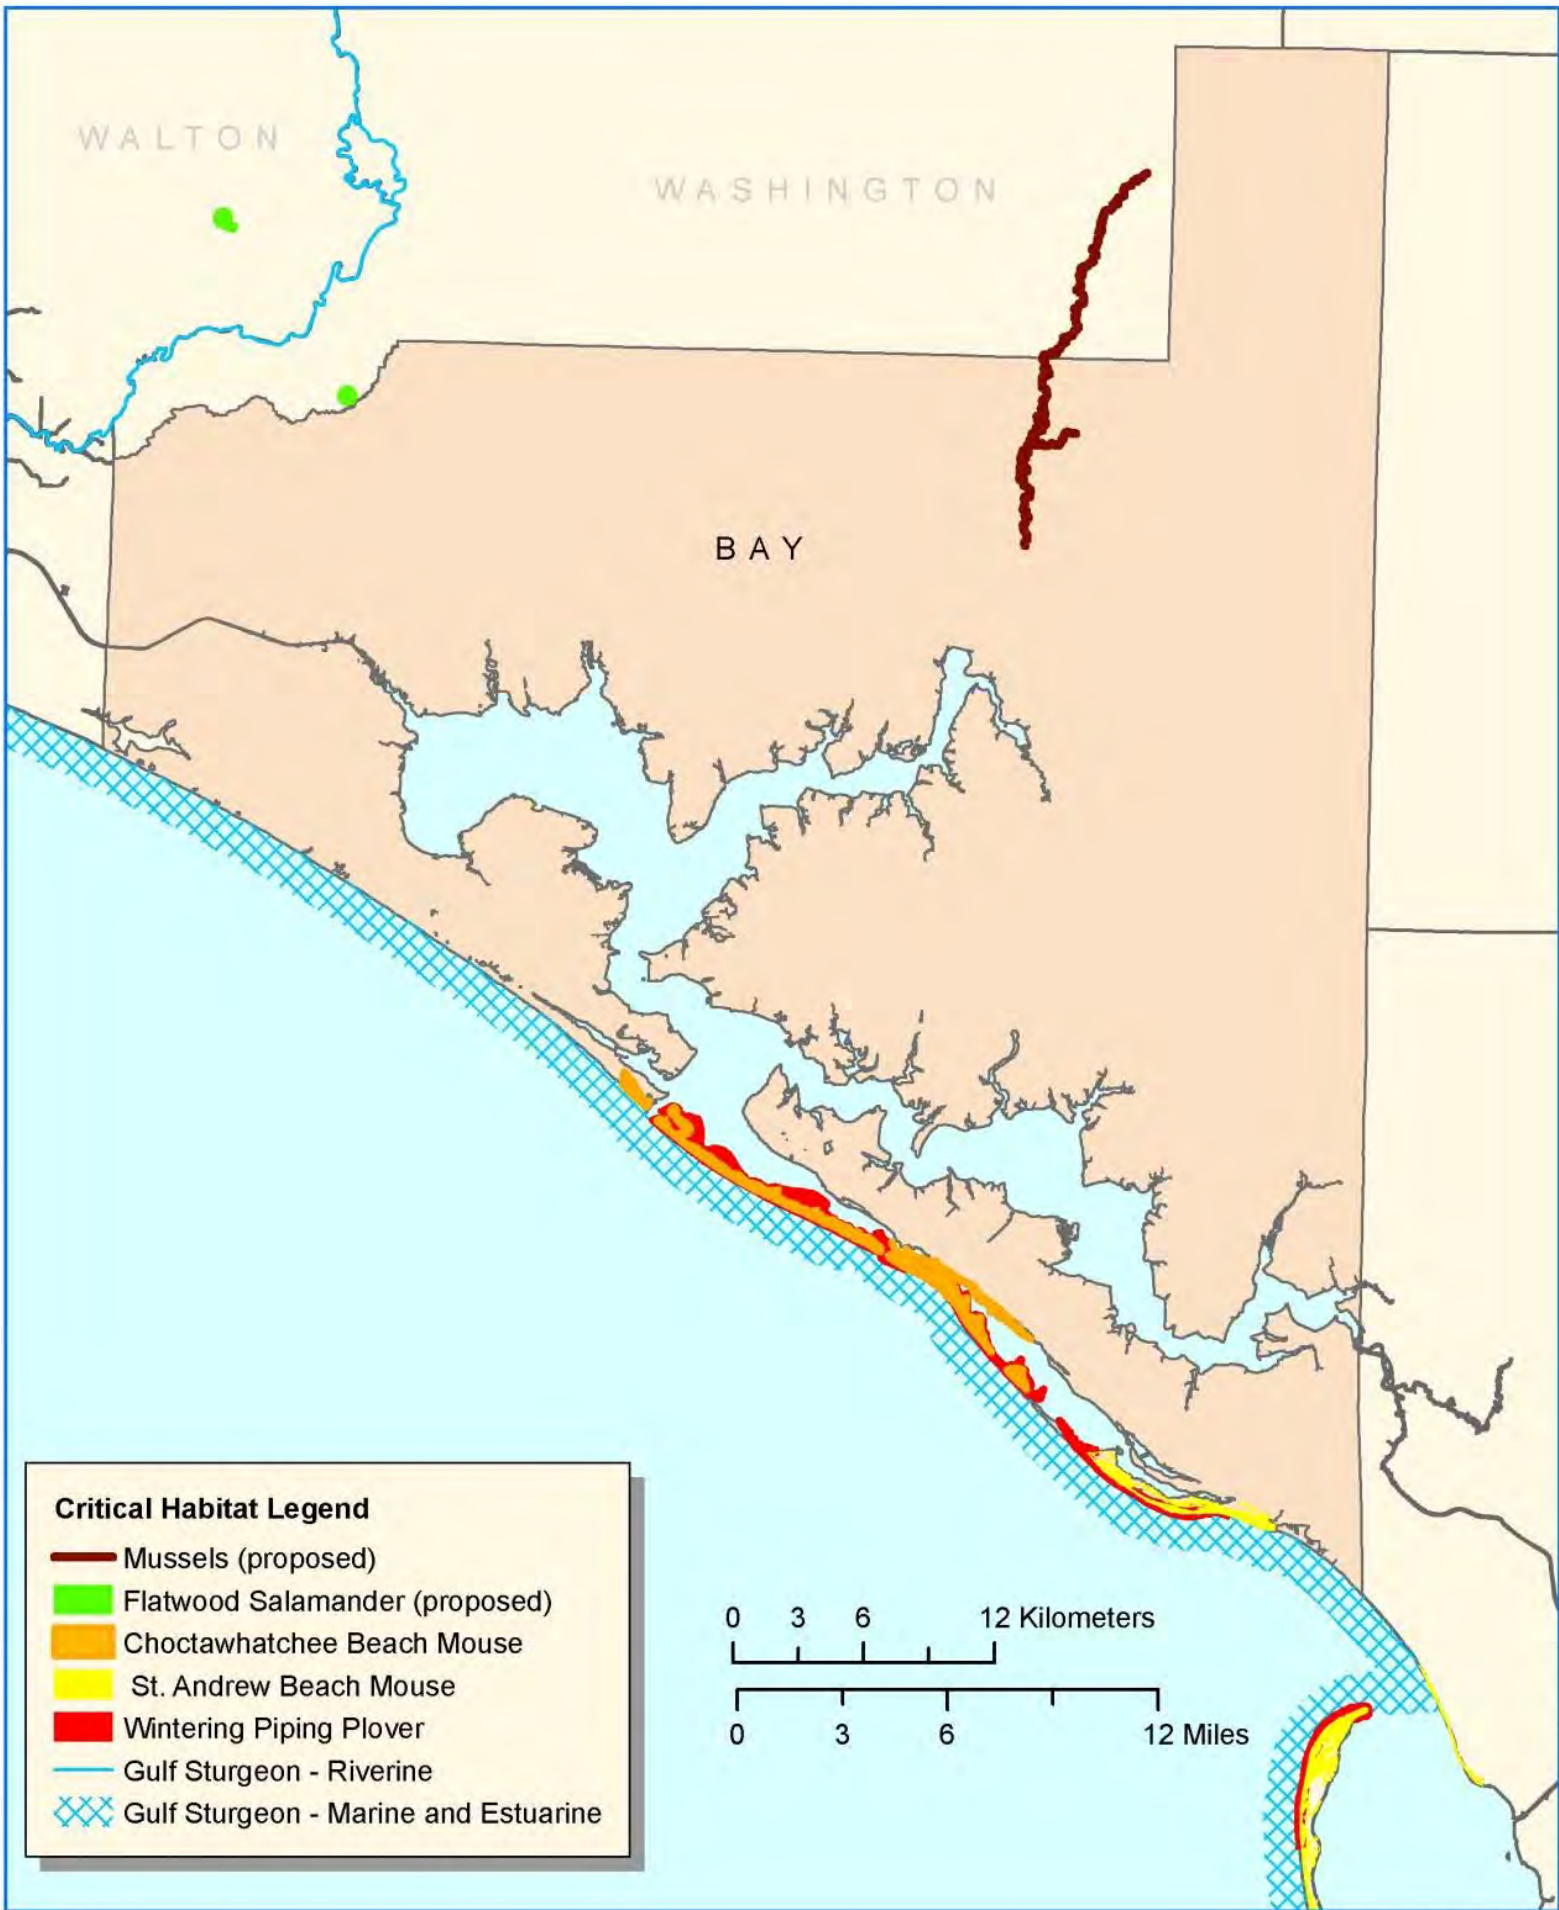 WALTON
WASHINGTON
BAY
Critical Habitat Legend
Mussels (proposed)
Flatwood Salamander (proposed)
Choctawhatchee Beach Mouse
St. Andrew Beach Mouse
Wintering Piping Plover
Gulf Sturgeon - Riverine
Gulf Sturgeon - Marine and Estuarine
0 3 6 12 Kilometers
0 3 6 12 Miles